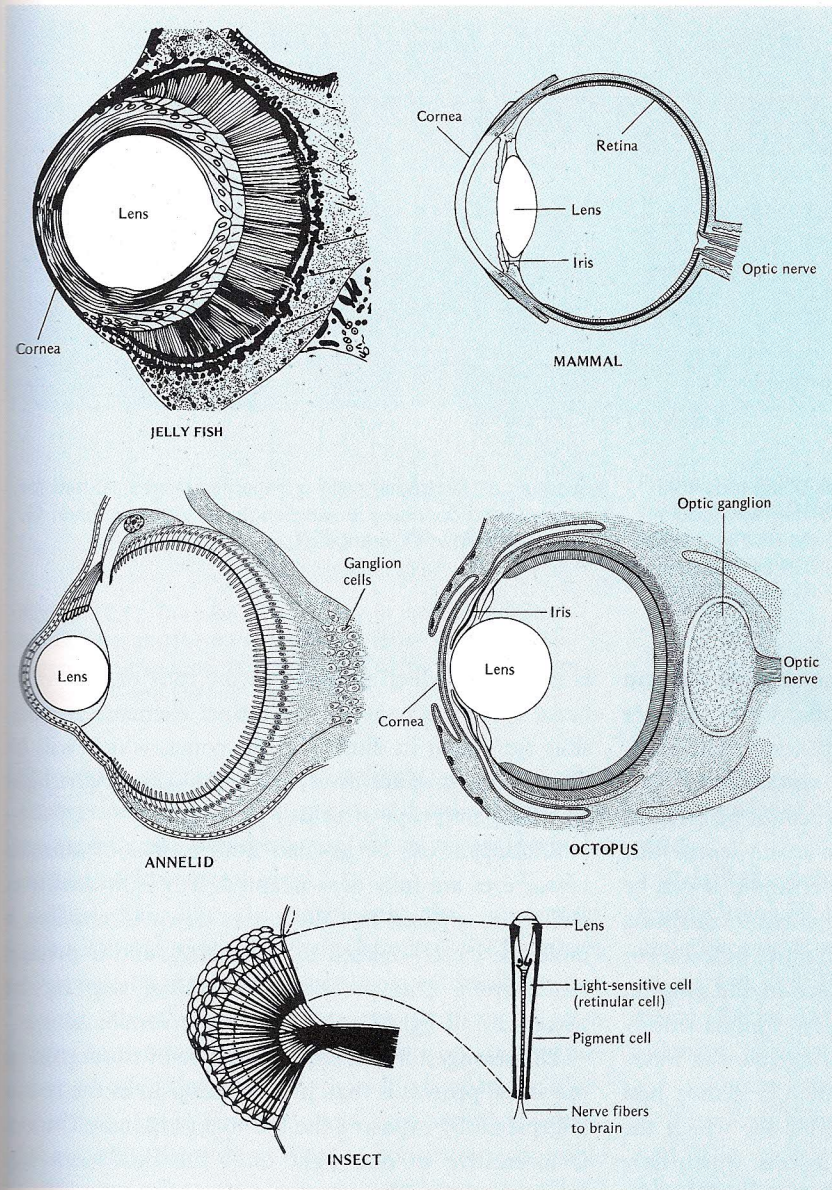 Lens
Cornea
JELLY FISH
Cornea
Retina
Lens
Iris
Optic nerve
MAMMAL
Ganglion
cells
Lens
ANNELID
Optic ganglion
Iris
Lens
Cornea
Optic
nerve
OCTOPUS
Lens
Light-sensitive cell
(retinular cell)
Pigment cell
Nerve fibers
to brain
INSECT